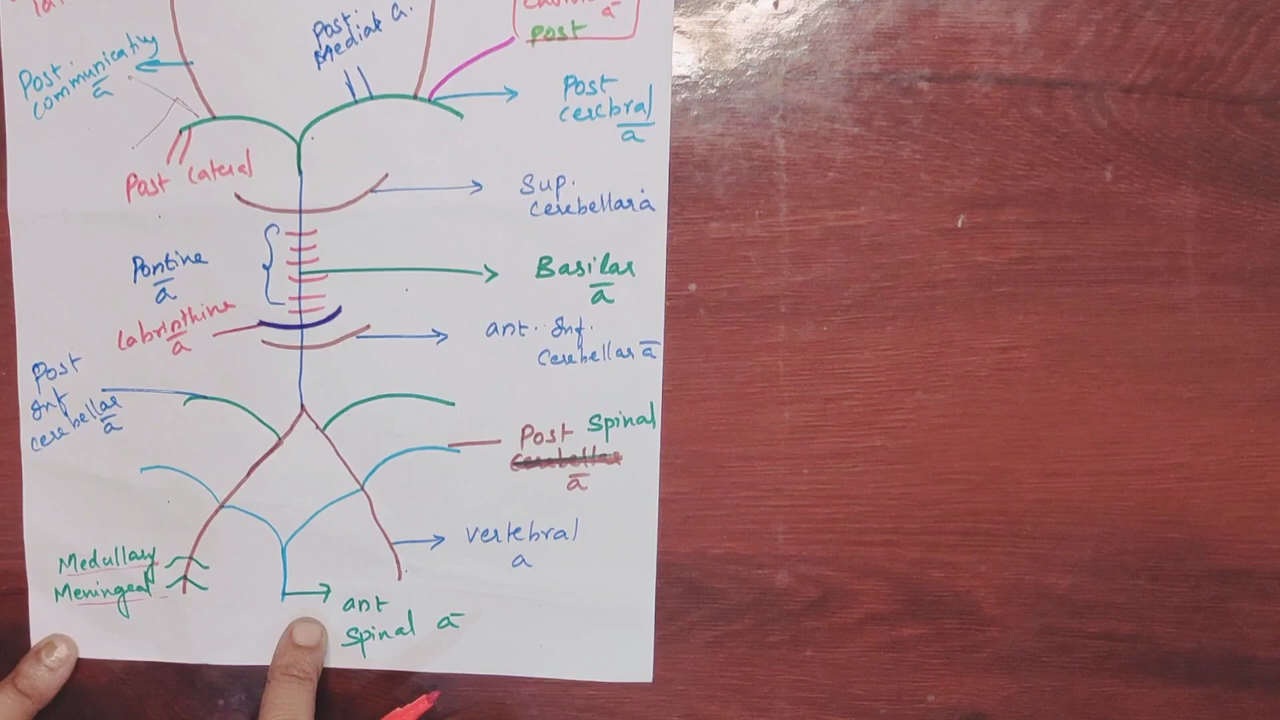 Post
Mediak a.
ā
Post
Post
communicating
ā
Post
cerebral
ā
Post Lateral
Sup.
cerebellar a
Pontine
ā
Basilar
ā
Labrinthine
ā
ant. Inf.
Cerebellar ā
Post
Inf
cerebellar
ā
Post Spinal
ā
vertebral
a
Medullary
Meningeal
ant
Spinal ā